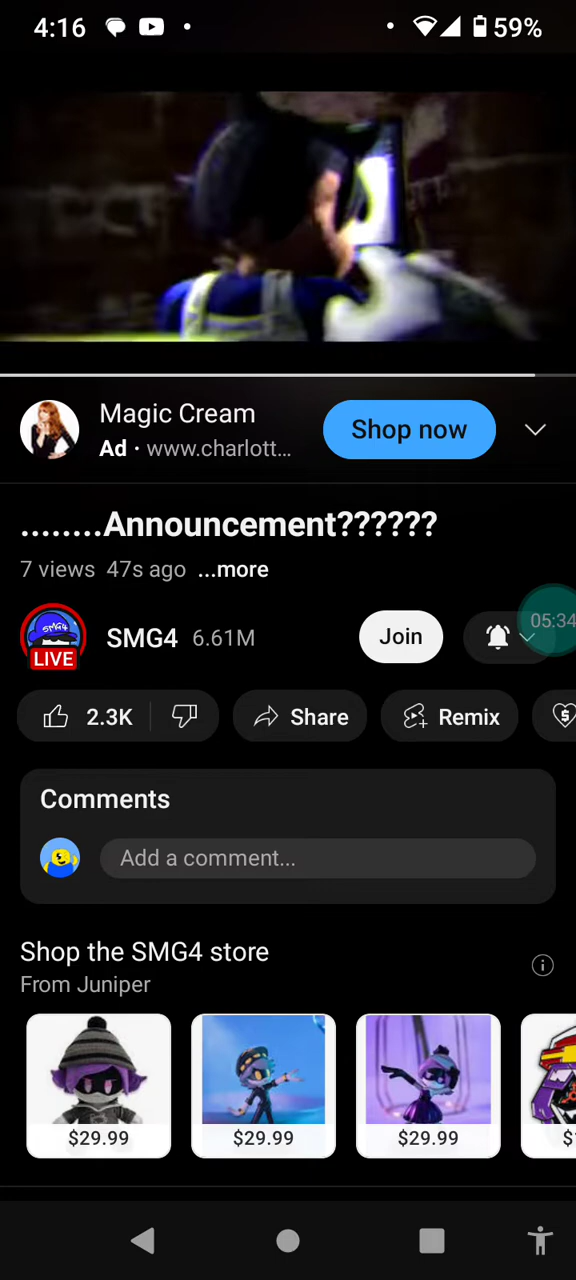 4:16
59%
Magic Cream
Ad · www.charlott...
Shop now
........Announcement??????
7 views 47s ago ...more
SMG4
LIVE
SMG4 6.61M
Join
05:34
2.3K
Share
Remix
Comments
Add a comment...
Shop the SMG4 store
From Juniper
$29.99
$29.99
$29.99